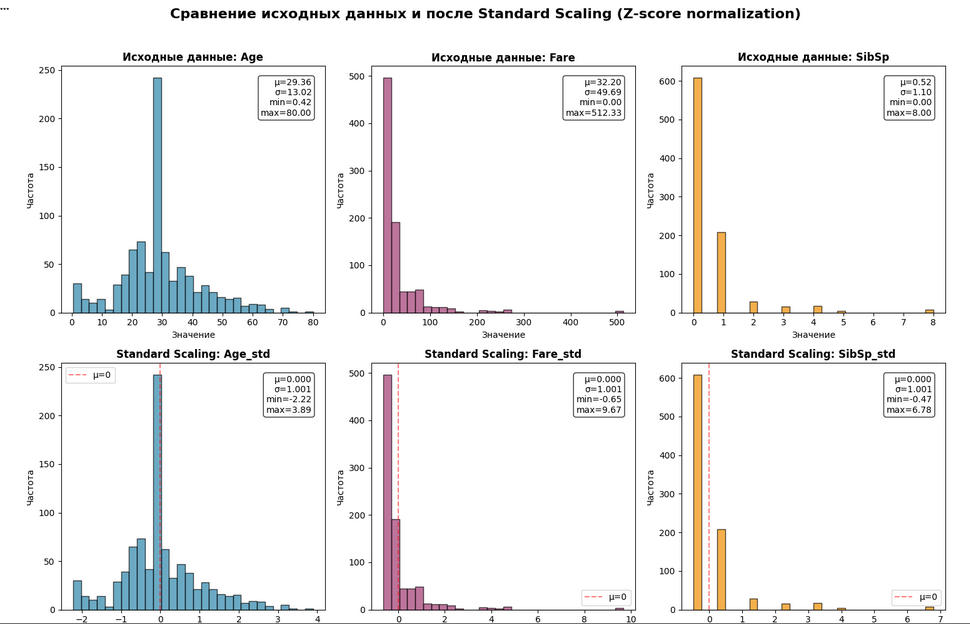 ...
Сравнение исходных данных и после Standard Scaling (Z-score normalization)
Исходные данные: Age
250
200
150
100
50
0
Частота
0 10 20 30 40 50 60 70 80
Значение
μ=29.36
σ=13.02
min=0.42
max=80.00
Исходные данные: Fare
500
400
300
200
100
0
Частота
0 100 200 300 400 500
Значение
μ=32.20
σ=49.69
min=0.00
max=512.33
Исходные данные: SibSp
600
500
400
300
200
100
0
Частота
0 1 2 3 4 5 6 7 8
Значение
μ=0.52
σ=1.10
min=0.00
max=8.00
Standard Scaling: Age_std
250
200
150
100
50
0
Частота
−2 −1 0 1 2 3 4
μ=0
μ=0.000
σ=1.001
min=-2.22
max=3.89
Standard Scaling: Fare_std
500
400
300
200
100
0
Частота
0 2 4 6 8 10
μ=0.000
σ=1.001
min=-0.65
max=9.67
μ=0
Standard Scaling: SibSp_std
600
500
400
300
200
100
0
Частота
0 1 2 3 4 5 6 7
μ=0.000
σ=1.001
min=-0.47
max=6.78
μ=0